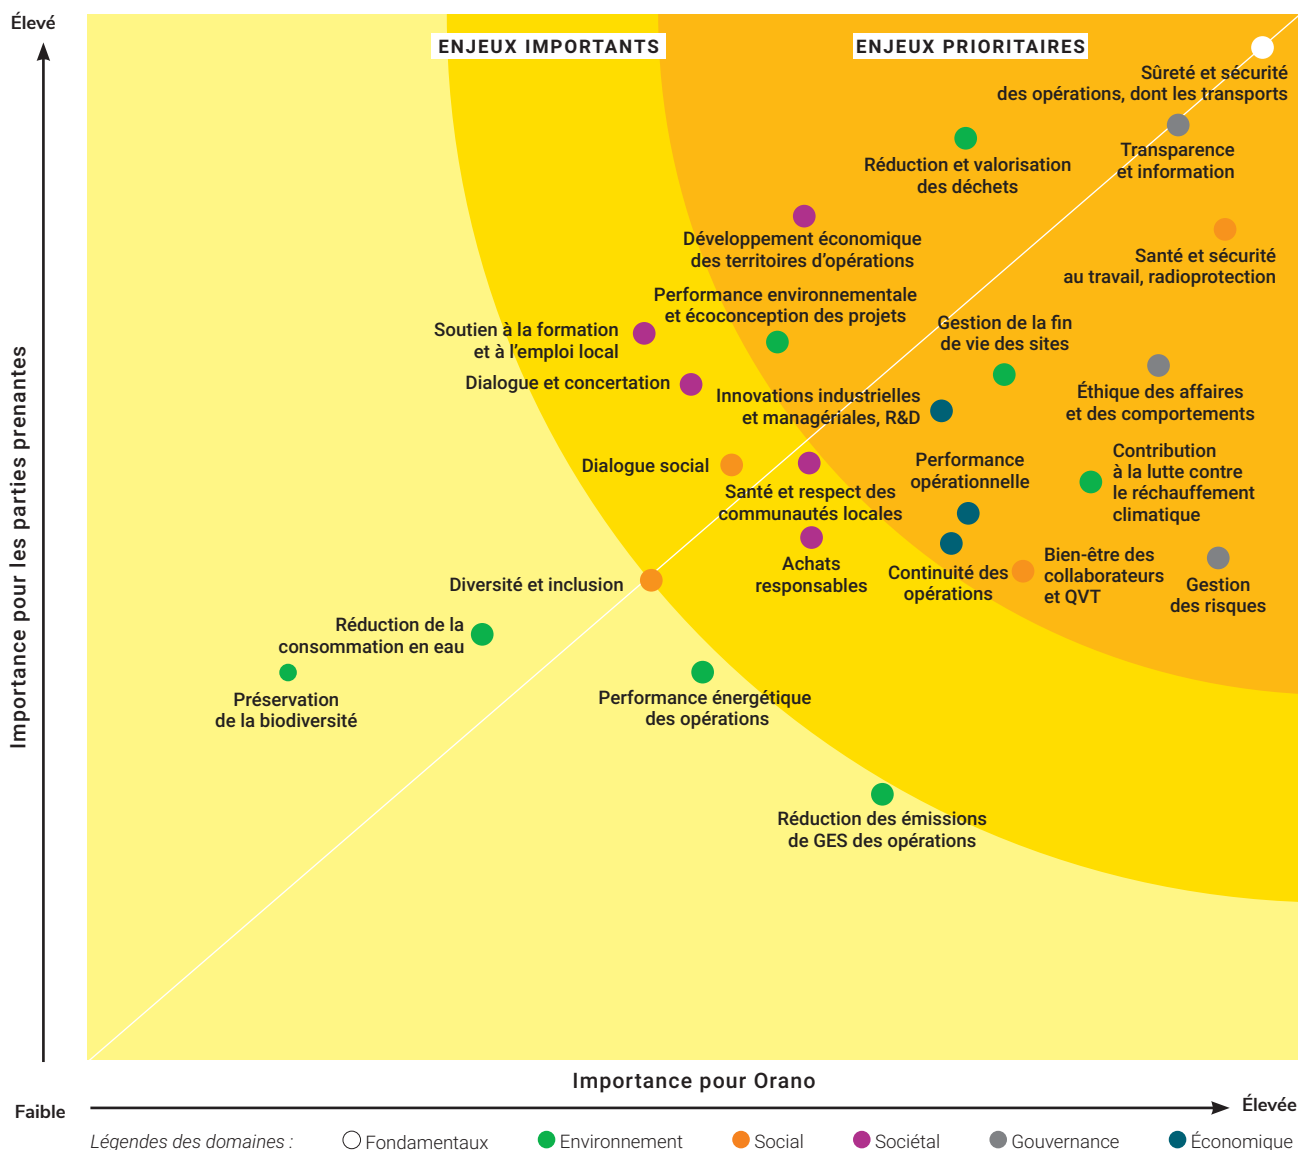 Élevé
ENJEUX IMPORTANTS
ENJEUX PRIORITAIRES
Sûreté et sécurité
des opérations, dont les transports
Transparence
et information
Réduction et valorisation
des déchets
Développement économique
des territoires d'opérations
Santé et sécurité
au travail, radioprotection
Performance environnementale
et écoconception des projets
Soutien à la formation
et à l'emploi local
Gestion de la fin
de vie des sites
Dialogue et concertation
Innovations industrielles
et managériales, R&D
Éthique des affaires
et des comportements
Dialogue social
Performance
opérationnelle
Contribution
à la lutte contre
le réchauffement
climatique
Santé et respect des
communautés locales
Achats
responsables
Continuité des
opérations
Bien-être des
collaborateurs
et QVT
Gestion
des risques
Diversité et inclusion
Réduction de la
consommation en eau
Préservation
de la biodiversité
Performance énergétique
des opérations
Réduction des émissions
de GES des opérations
Importance pour les parties prenantes
Importance pour Orano
Faible
Élevée
Légendes des domaines :
Fondamentaux
Environnement
Social
Sociétal
Gouvernance
Économique